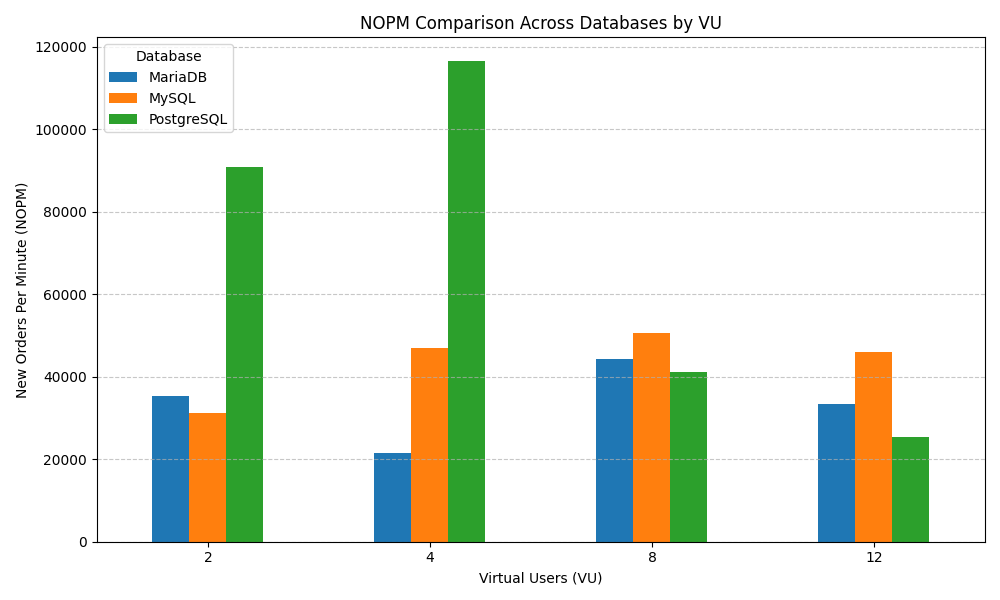 NOPM Comparison Across Databases by VU
Database
MariaDB
MySQL
PostgreSQL
New Orders Per Minute (NOPM)
120000
100000
80000
60000
40000
20000
0
2 4 8 12
Virtual Users (VU)